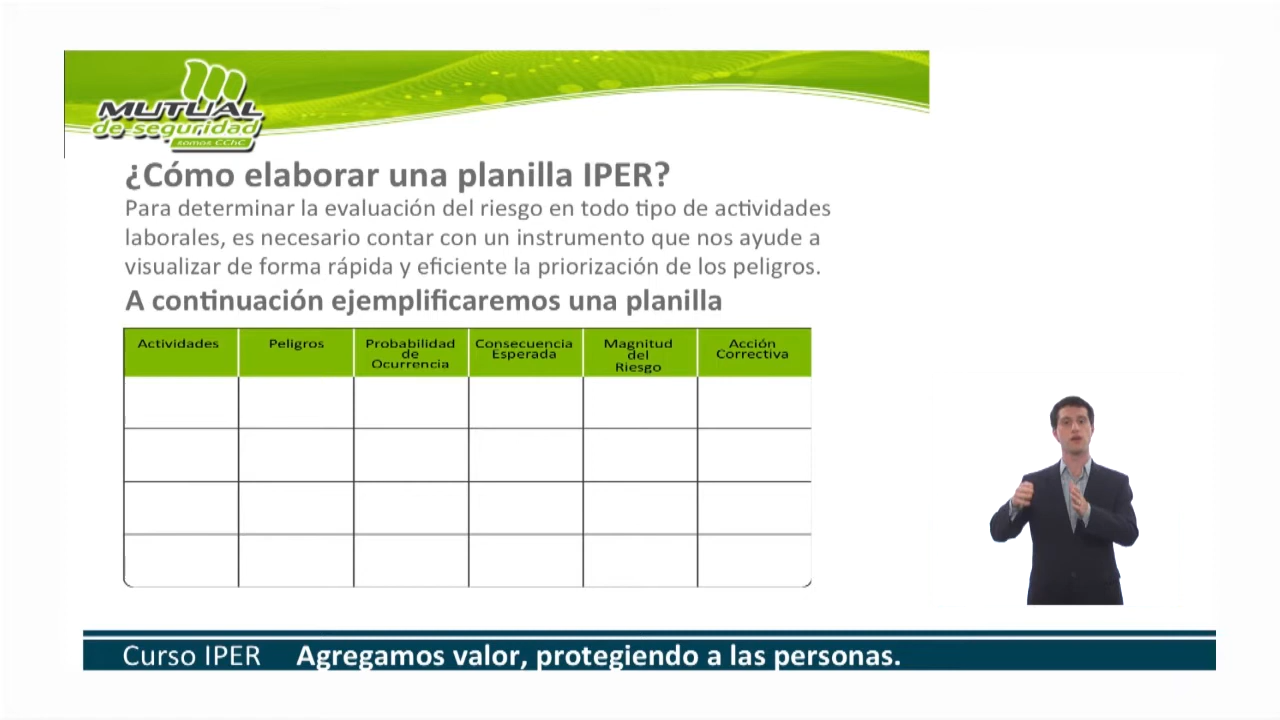 MUTUAL
de seguridad
somos CChC
¿Cómo elaborar una planilla IPER?
Para determinar la evaluación del riesgo en todo tipo de actividades
laborales, es necesario contar con un instrumento que nos ayude a
visualizar de forma rápida y eficiente la priorización de los peligros.
A continuación ejemplificaremos una planilla
Actividades
Peligros
Probabilidad
de
Ocurrencia
Consecuencia
Esperada
Magnitud
del
Riesgo
Acción
Correctiva
Curso IPER Agregamos valor, protegiendo a las personas.